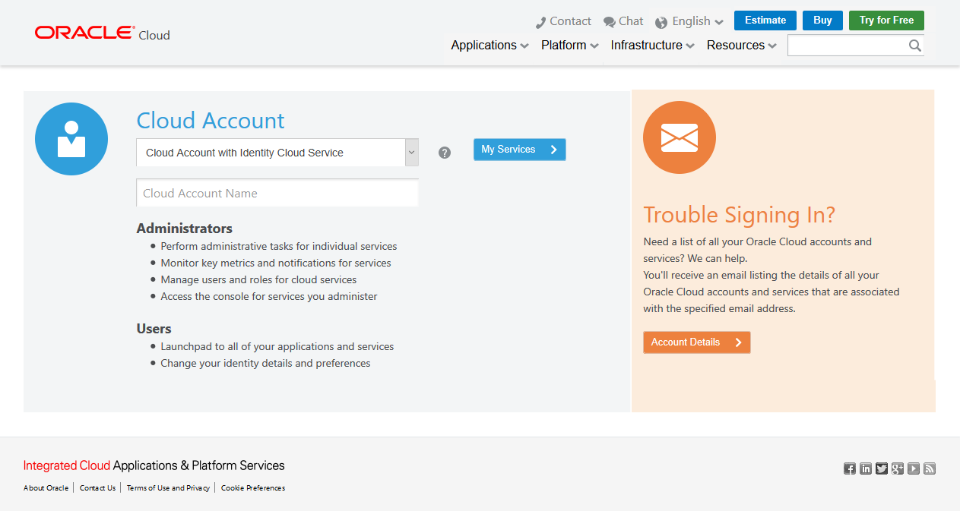 ORACLE Cloud
Contact Chat English Estimate Buy Try for Free
Applications Platform Infrastructure Resources
Cloud Account
Cloud Account with Identity Cloud Service
? My Services
Cloud Account Name
Administrators
• Perform administrative tasks for individual services
• Monitor key metrics and notifications for services
• Manage users and roles for cloud services
• Access the console for services you administer
Users
• Launchpad to all of your applications and services
• Change your identity details and preferences
Trouble Signing In?
Need a list of all your Oracle Cloud accounts and
services? We can help.
You'll receive an email listing the details of all your
Oracle Cloud accounts and services that are associated
with the specified email address.
Account Details
Integrated Cloud Applications & Platform Services
About Oracle | Contact Us | Terms of Use and Privacy | Cookie Preferences